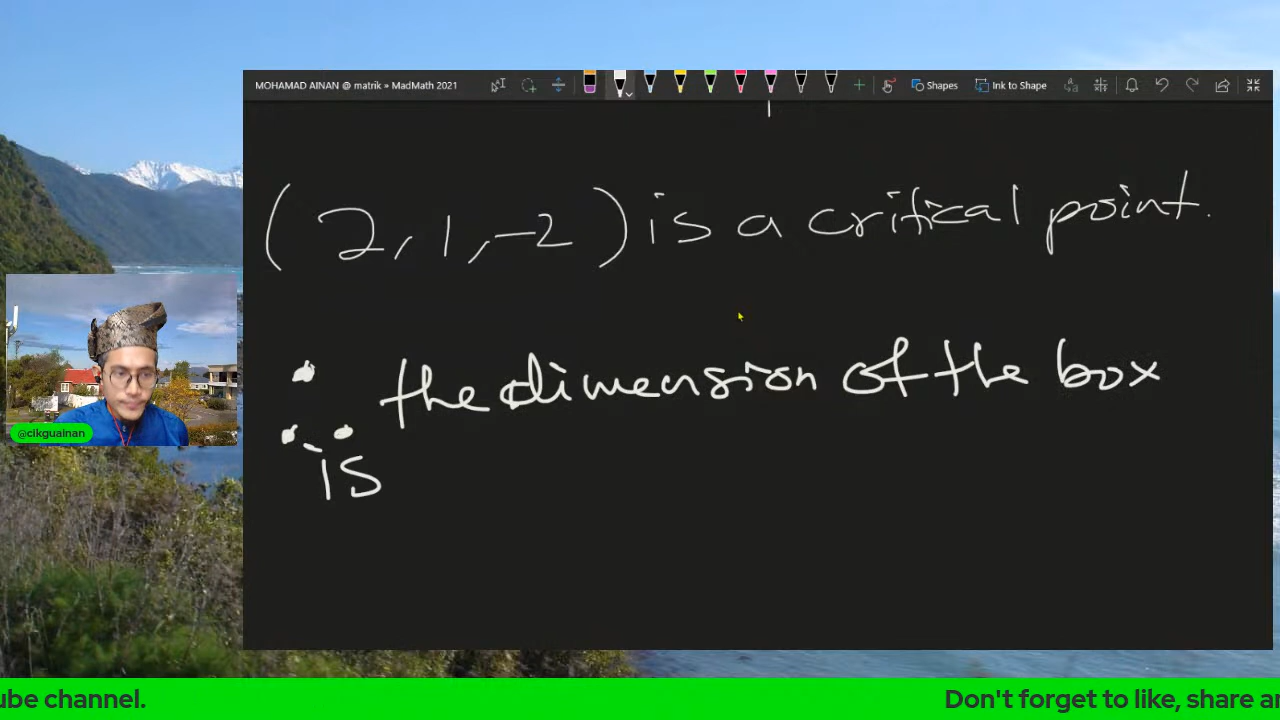 MOHAMAD AINAN @ matrik » MadMath 2021
Shapes
Ink to Shape
(2, 1, -2) is a critical point.
∴ the dimension of the box
is
@cikguainan
ube channel.
Don't forget to like, share a